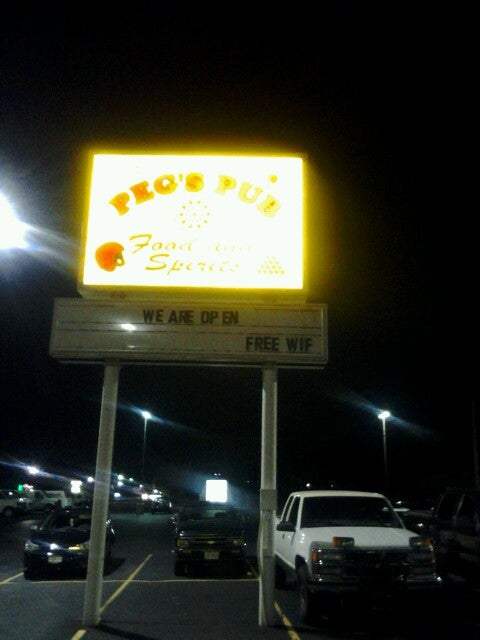 PEG'S PUB
Food and
Spirits
WE ARE OPEN
FREE WIF